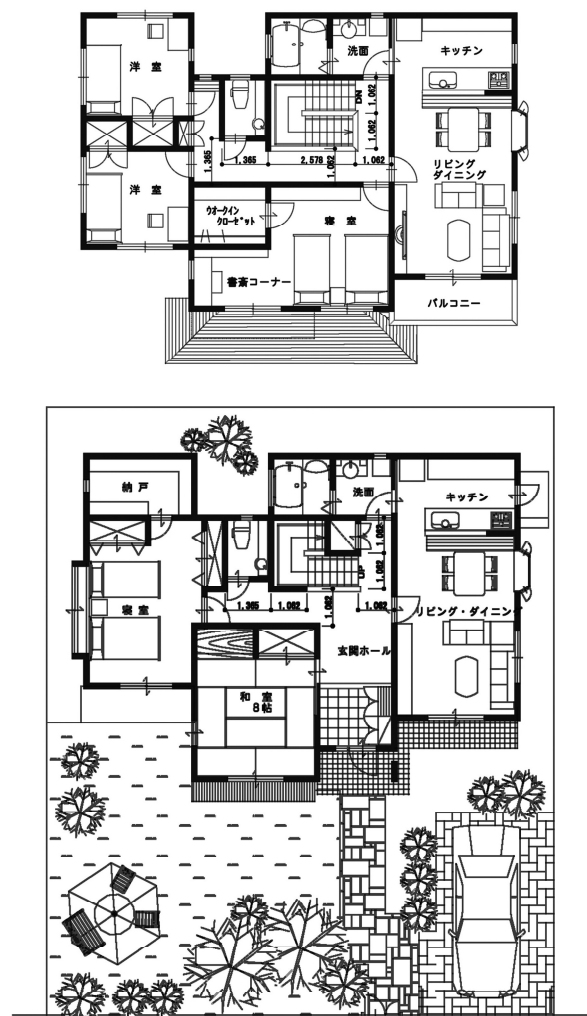 洋 室
洗面
キッチン
DN
1,062
1,062
1,365
1,365
2,578
1,062
1,062
リビング
ダイニング
洋 室
ウオークイン
クローゼット
寝 室
書斎コーナー
バルコニー
納 戸
洗面
キッチン
UP
1,062
1,062
寝 室
1,365
1,062
1,062
1,062
リビング・ダイニング
玄関ホール
和 室
8帖